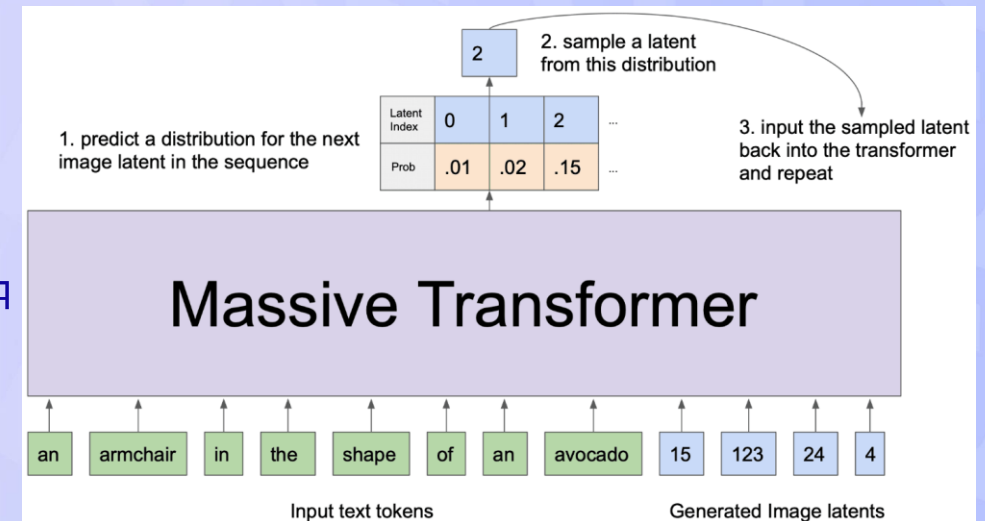 2
2. sample a latent
from this distribution
1. predict a distribution for the next
image latent in the sequence
Latent
Index
0 1 2 ...
Prob
.01 .02 .15 ...
3. input the sampled latent
back into the transformer
and repeat
Massive Transformer
an armchair in the shape of an avocado 15 123 24 4
Input text tokens
Generated Image latents